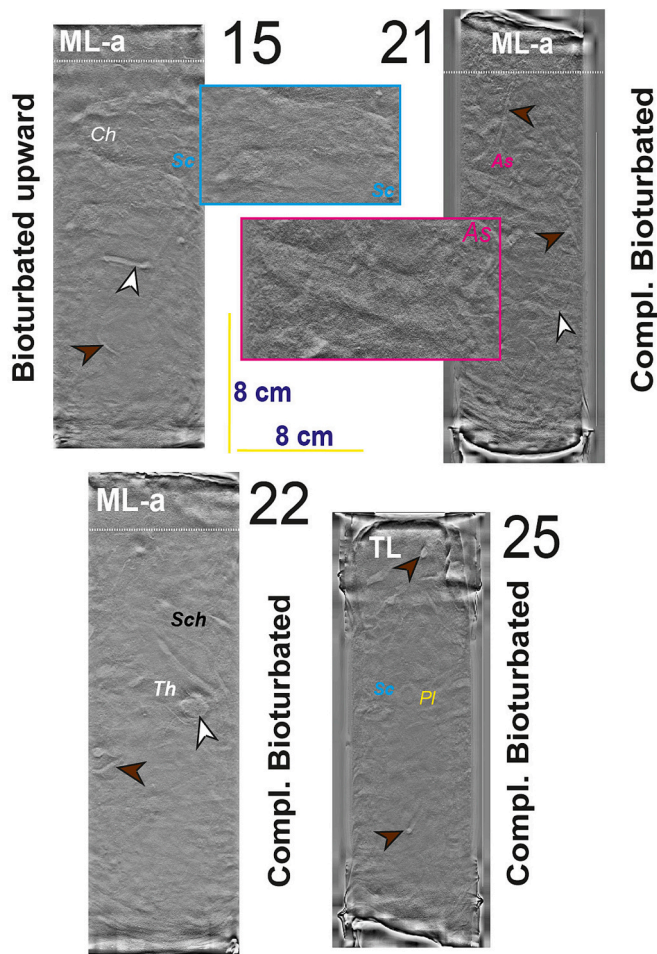 ML-a
15
21
ML-a
Bioturbated upward
Ch
Sc
Sc
As
As
Compl. Bioturbated
8 cm
8 cm
ML-a
22
Sch
Th
Compl. Bioturbated
TL
25
Sc
Pl
Compl. Bioturbated